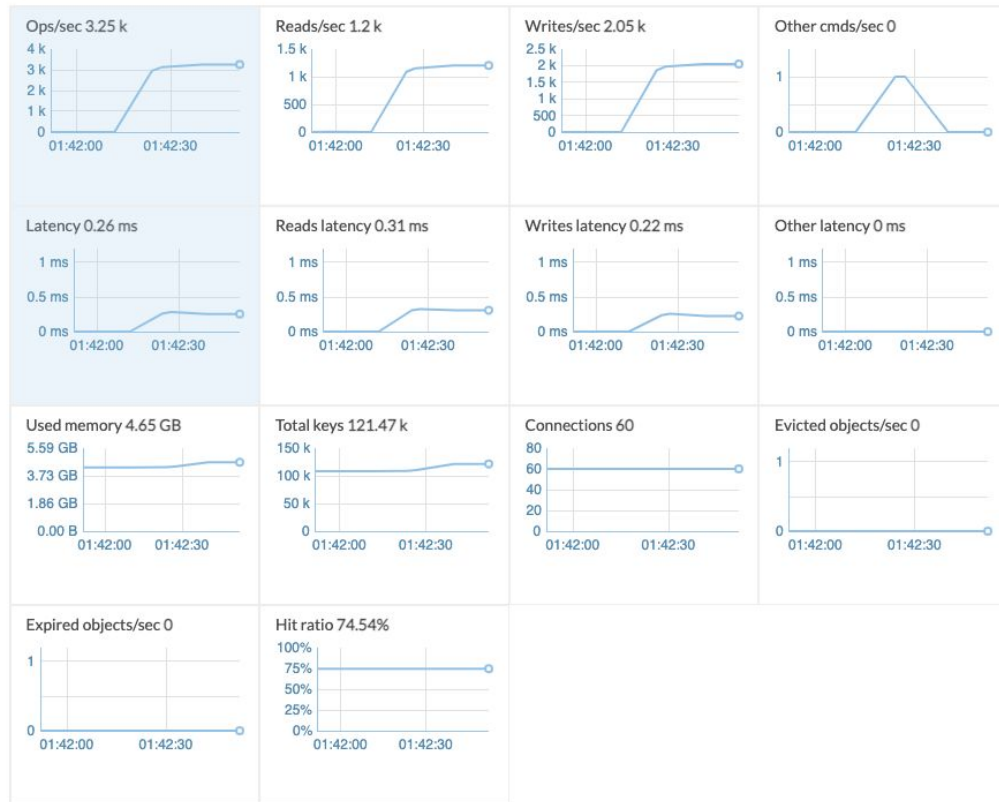 Ops/sec 3.25 k
4 k
3 k
2 k
1 k
0
01:42:00 01:42:30
Reads/sec 1.2 k
1.5 k
1 k
500
0
01:42:00 01:42:30
Writes/sec 2.05 k
2.5 k
2 k
1.5 k
1 k
500
0
01:42:00 01:42:30
Other cmds/sec 0
1
0
01:42:00 01:42:30
Latency 0.26 ms
1 ms
0.5 ms
0 ms
01:42:00 01:42:30
Reads latency 0.31 ms
1 ms
0.5 ms
0 ms
01:42:00 01:42:30
Writes latency 0.22 ms
1 ms
0.5 ms
0 ms
01:42:00 01:42:30
Other latency 0 ms
1 ms
0.5 ms
0 ms
01:42:00 01:42:30
Used memory 4.65 GB
5.59 GB
3.73 GB
1.86 GB
0.00 B
01:42:00 01:42:30
Total keys 121.47 k
150 k
100 k
50 k
0
01:42:00 01:42:30
Connections 60
80
60
40
20
0
01:42:00 01:42:30
Evicted objects/sec 0
1
0
01:42:00 01:42:30
Expired objects/sec 0
1
0
01:42:00 01:42:30
Hit ratio 74.54%
100%
75%
50%
25%
0%
01:42:00 01:42:30